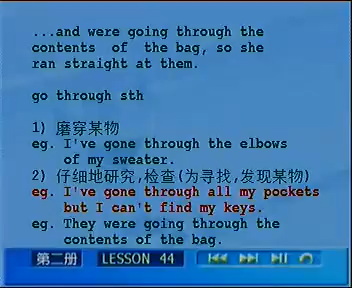 ...and were going through the
contents of the bag, so she
ran straight at them.
go through sth
1) 磨穿某物
eg. I've gone through the elbows
of my sweater.
2) 仔细地研究,检查(为寻找,发现某物)
eg. I've gone through all my pockets
but I can't find my keys.
eg. They were going through the
contents of the bag.
第二册 LESSON 44